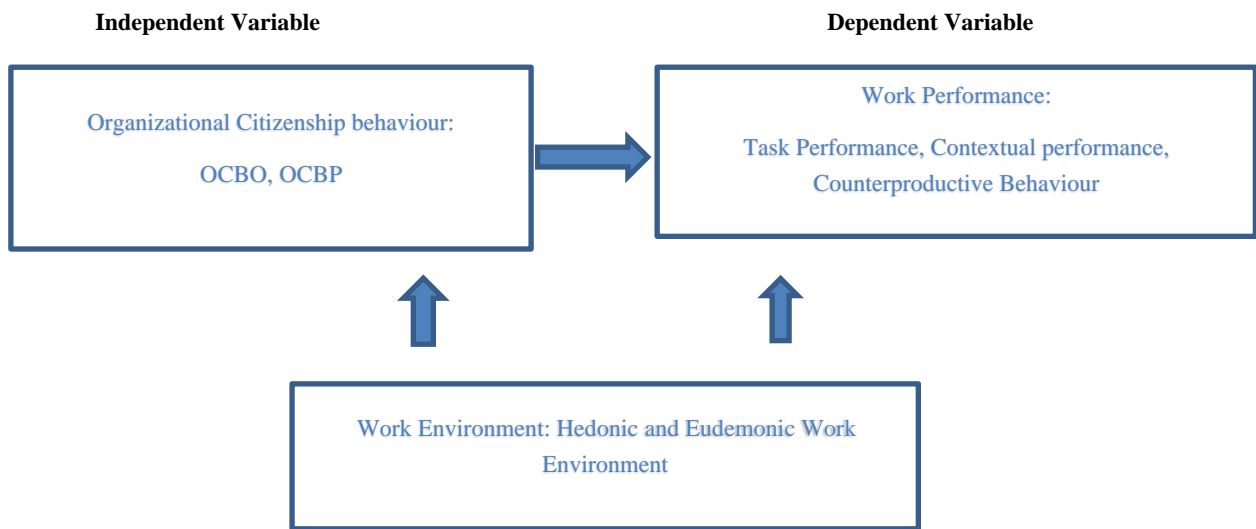 Independent Variable
Dependent Variable
Organizational Citizenship behaviour:
OCBO, OCBP
Work Performance:
Task Performance, Contextual performance,
Counterproductive Behaviour
Work Environment: Hedonic and Eudemonic Work
Environment